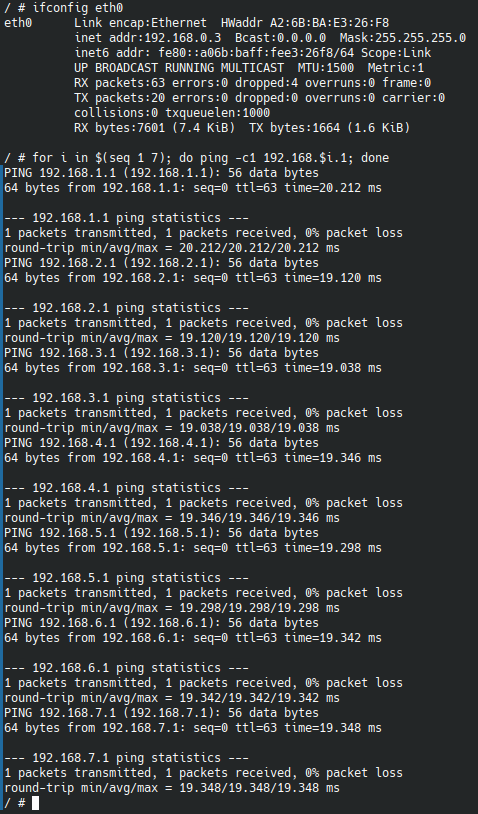 / # ifconfig eth0
eth0      Link encap:Ethernet  HWaddr A2:6B:BA:E3:26:F8
          inet addr:192.168.0.3  Bcast:0.0.0.0  Mask:255.255.255.0
          inet6 addr: fe80::a06b:baff:fee3:26f8/64 Scope:Link
          UP BROADCAST RUNNING MULTICAST  MTU:1500  Metric:1
          RX packets:63 errors:0 dropped:4 overruns:0 frame:0
          TX packets:20 errors:0 dropped:0 overruns:0 carrier:0
          collisions:0 txqueuelen:1000
          RX bytes:7601 (7.4 KiB)  TX bytes:1664 (1.6 KiB)

/ # for i in $(seq 1 7); do ping -c1 192.168.$i.1; done
PING 192.168.1.1 (192.168.1.1): 56 data bytes
64 bytes from 192.168.1.1: seq=0 ttl=63 time=20.212 ms

--- 192.168.1.1 ping statistics ---
1 packets transmitted, 1 packets received, 0% packet loss
round-trip min/avg/max = 20.212/20.212/20.212 ms
PING 192.168.2.1 (192.168.2.1): 56 data bytes
64 bytes from 192.168.2.1: seq=0 ttl=63 time=19.120 ms

--- 192.168.2.1 ping statistics ---
1 packets transmitted, 1 packets received, 0% packet loss
round-trip min/avg/max = 19.120/19.120/19.120 ms
PING 192.168.3.1 (192.168.3.1): 56 data bytes
64 bytes from 192.168.3.1: seq=0 ttl=63 time=19.038 ms

--- 192.168.3.1 ping statistics ---
1 packets transmitted, 1 packets received, 0% packet loss
round-trip min/avg/max = 19.038/19.038/19.038 ms
PING 192.168.4.1 (192.168.4.1): 56 data bytes
64 bytes from 192.168.4.1: seq=0 ttl=63 time=19.346 ms

--- 192.168.4.1 ping statistics ---
1 packets transmitted, 1 packets received, 0% packet loss
round-trip min/avg/max = 19.346/19.346/19.346 ms
PING 192.168.5.1 (192.168.5.1): 56 data bytes
64 bytes from 192.168.5.1: seq=0 ttl=63 time=19.298 ms

--- 192.168.5.1 ping statistics ---
1 packets transmitted, 1 packets received, 0% packet loss
round-trip min/avg/max = 19.298/19.298/19.298 ms
PING 192.168.6.1 (192.168.6.1): 56 data bytes
64 bytes from 192.168.6.1: seq=0 ttl=63 time=19.342 ms

--- 192.168.6.1 ping statistics ---
1 packets transmitted, 1 packets received, 0% packet loss
round-trip min/avg/max = 19.342/19.342/19.342 ms
PING 192.168.7.1 (192.168.7.1): 56 data bytes
64 bytes from 192.168.7.1: seq=0 ttl=63 time=19.348 ms

--- 192.168.7.1 ping statistics ---
1 packets transmitted, 1 packets received, 0% packet loss
round-trip min/avg/max = 19.348/19.348/19.348 ms
/ #